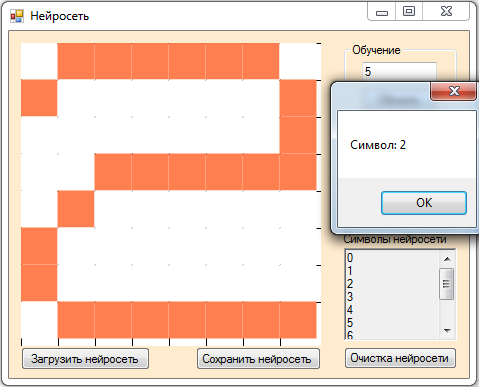 Нейросеть
Обучение
5
Символ: 2
OK
Символы нейросети
0
1
2
3
4
5
6
Загрузить нейросеть
Сохранить нейросеть
Очистка нейросети